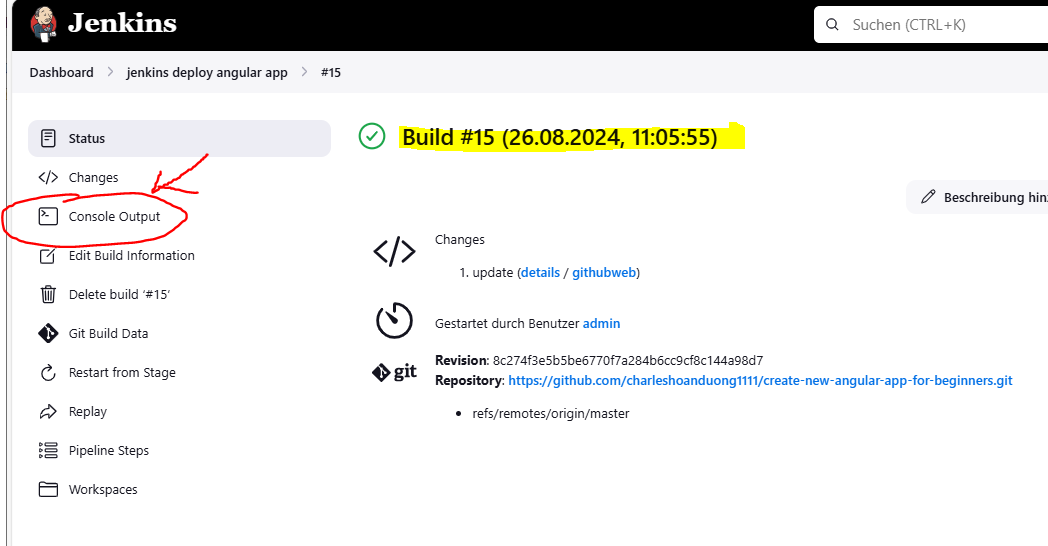 Jenkins
Suchen (CTRL+K)
Dashboard > jenkins deploy angular app > #15
Status
Build #15 (26.08.2024, 11:05:55)
Changes
Console Output
Edit Build Information
Delete build ‘#15’
Git Build Data
Restart from Stage
Replay
Pipeline Steps
Workspaces
Beschreibung hin
Changes
1. update (details / githubweb)
Gestartet durch Benutzer admin
git
Revision: 8c274f3e5b5be6770f7a284b6cc9cf8c144a98d7
Repository: https://github.com/charleshoanduong1111/create-new-angular-app-for-beginners.git
• refs/remotes/origin/master